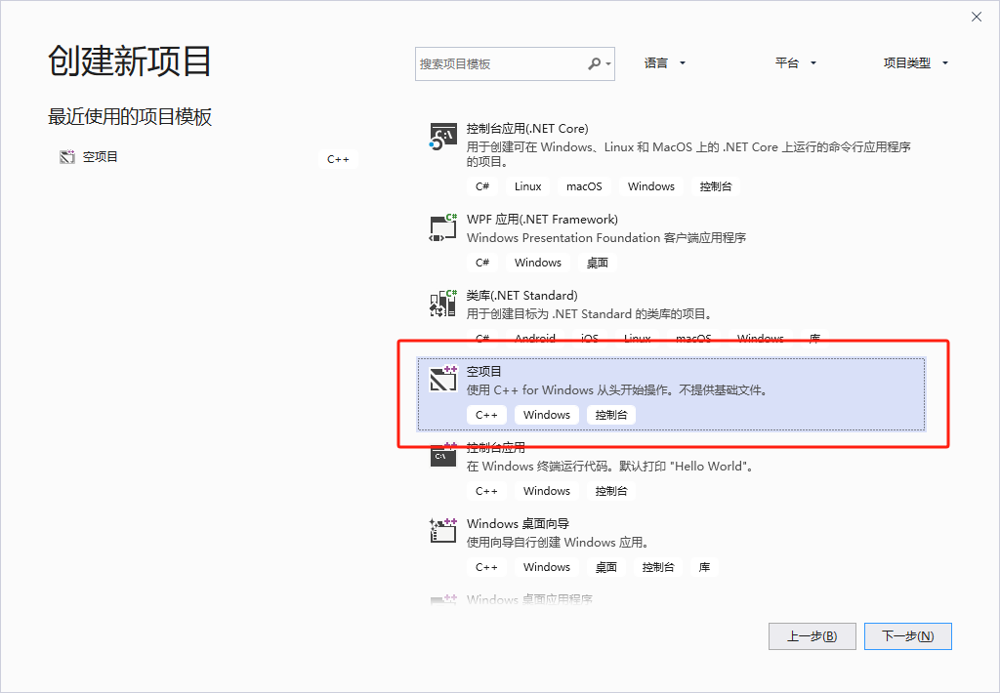 创建新项目
搜索项目模板
语言
平台
项目类型
最近使用的项目模板
空项目
C++
控制台应用(.NET Core)
用于创建可在 Windows、Linux 和 MacOS 上的 .NET Core 上运行的命令行应用程序
的项目。
C# Linux macOS Windows 控制台
WPF 应用(.NET Framework)
Windows Presentation Foundation 客户端应用程序
C# Windows 桌面
类库(.NET Standard)
用于创建目标为 .NET Standard 的类库的项目。
C# Android iOS Linux macOS Windows 库
空项目
使用 C++ for Windows 从头开始操作。不提供基础文件。
C++ Windows 控制台
控制台应用
在 Windows 终端运行代码。默认打印 "Hello World"。
C++ Windows 控制台
Windows 桌面向导
使用向导自行创建 Windows 应用。
C++ Windows 桌面 控制台 库
Windows 桌面应用程序
上一步(B)
下一步(N)